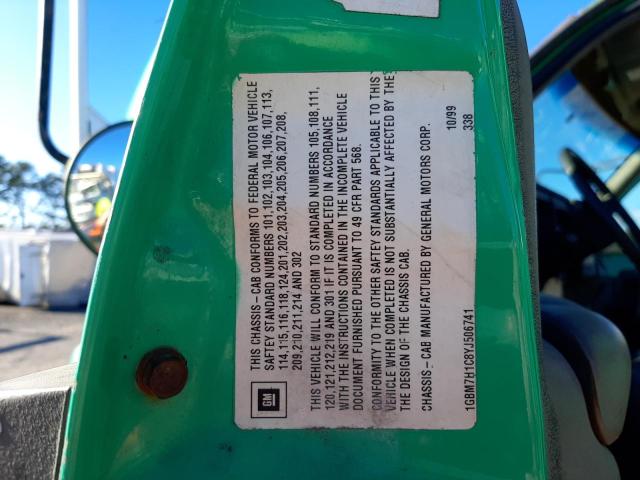 THIS CHASSIS-CAB CONFORMS TO FEDERAL MOTOR VEHICLE
SAFTEY STANDARD NUMBERS 101,102,103,104,106,107,113,
114,115,116,118,124,201,202,203,204,205,206,207,208,
209,210,211,214 AND 302
THIS VEHICLE WILL CONFORM TO STANDARD NUMBERS 105,108,111,
120,121,212,219 AND 301 IF IT IS COMPLETED IN ACCORDANCE
WITH THE INSTRUCTIONS CONTAINED IN THE INCOMPLETE VEHICLE
DOCUMENT FURNISHED PURSUANT TO 49 CFR PART 568.
CONFORMITY TO THE OTHER SAFTEY STANDARDS APPLICABLE TO THIS
VEHICLE WHEN COMPLETED IS NOT SUBSTANTIALLY AFFECTED BY THE
THE DESIGN OF THE CHASSIS CAB.
CHASSIS-CAB MANUFACTURED BY GENERAL MOTORS CORP.
10/99
1GBM7H1C8YJ506741 338
GM